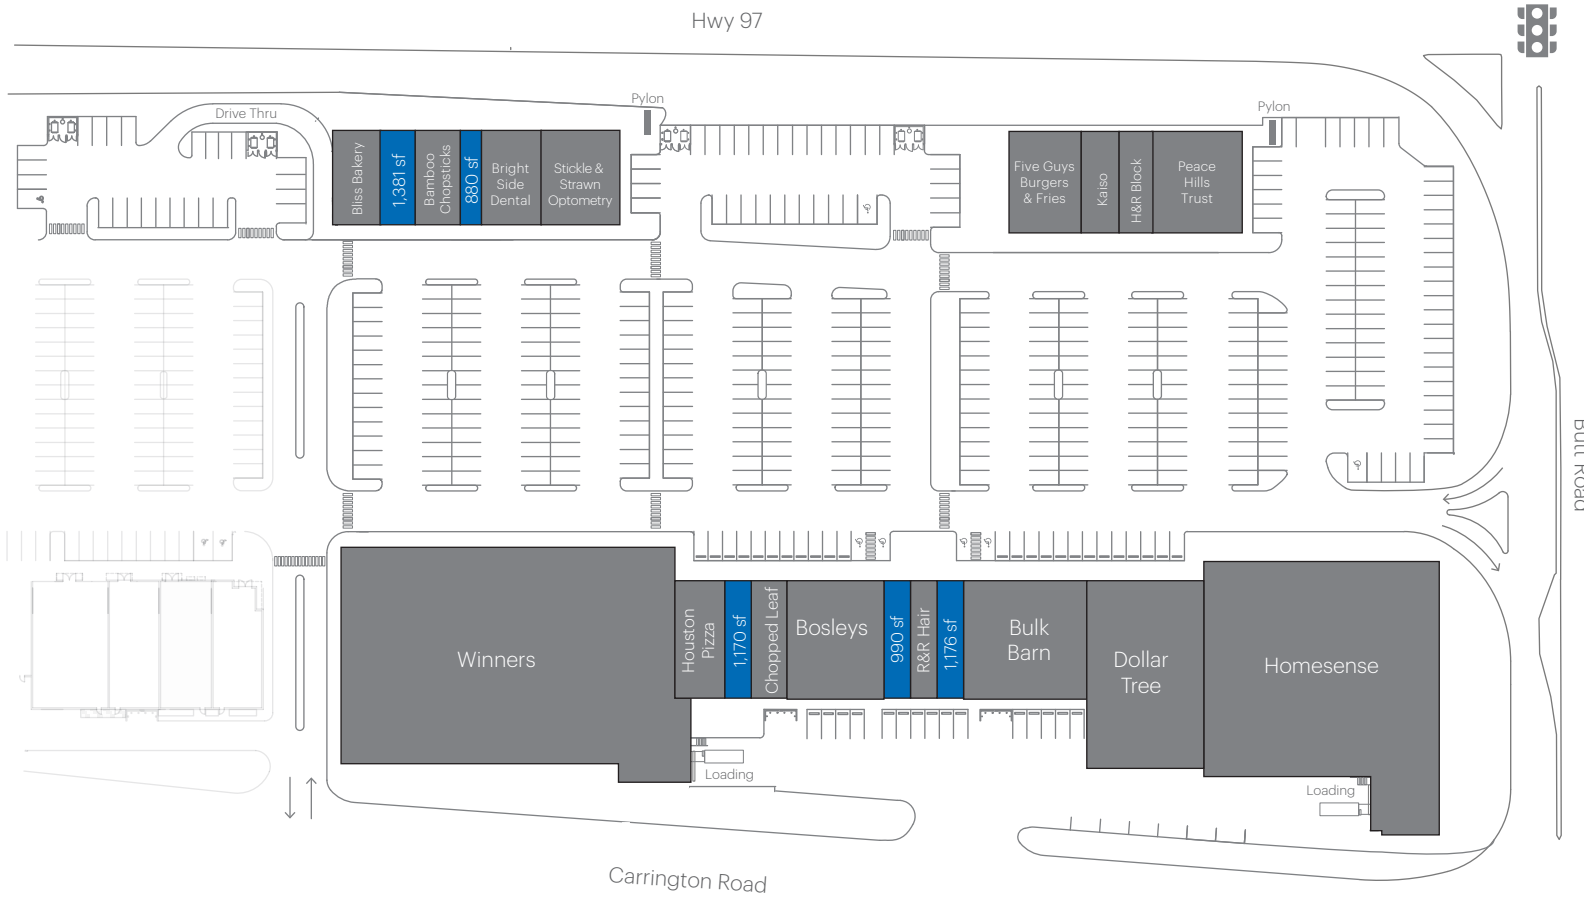 Hwy 97
Pylon
Pylon
Drive Thru
Bliss Bakery
1,381 sf
Bamboo
Chopsticks
880 sf
Bright
Side
Dental
Stickle &
Strawn
Optometry
Five Guys
Burgers
& Fries
Kaiso
H&R Block
Peace
Hills
Trust
Butt Road
Winners
Houston
Pizza
1,170 sf
Chopped Leaf
Bosleys
990 sf
R&R Hair
1,176 sf
Bulk
Barn
Dollar
Tree
Homesense
Loading
Loading
Carrington Road